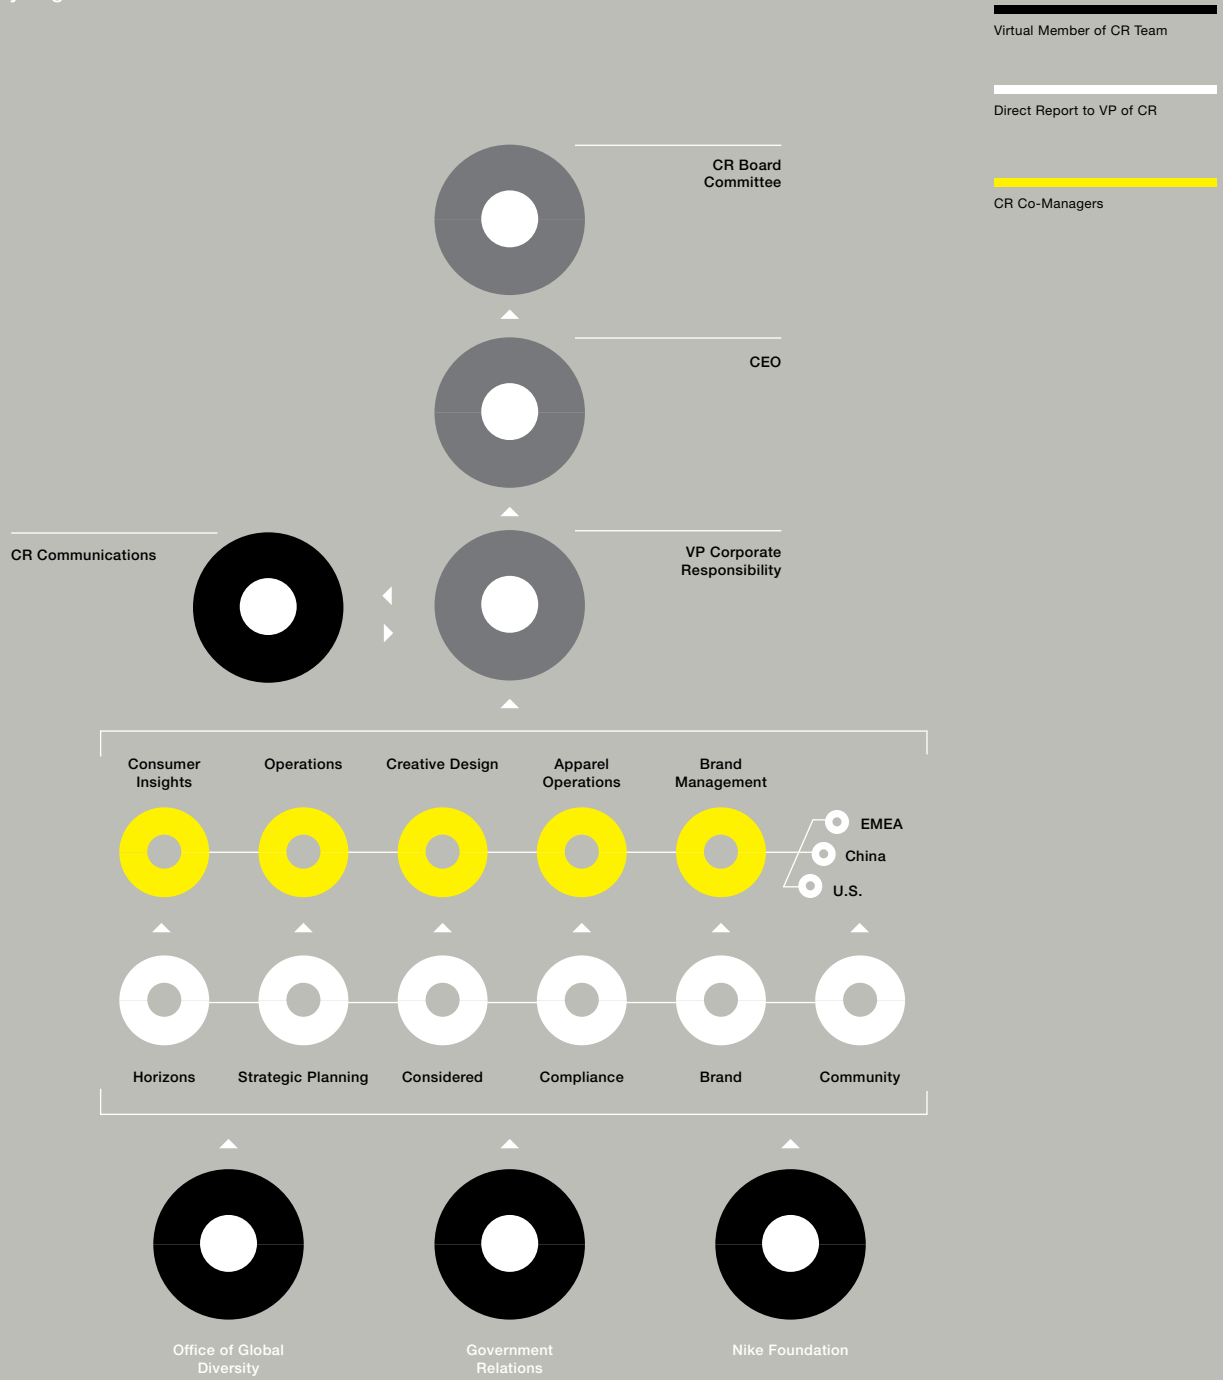 Virtual Member of CR Team
Direct Report to VP of CR
CR Co-Managers
CR Board
Committee
CEO
VP Corporate
Responsibility
CR Communications
Consumer
Insights
Operations
Creative Design
Apparel
Operations
Brand
Management
EMEA
China
U.S.
Horizons
Strategic Planning
Considered
Compliance
Brand
Community
Office of Global
Diversity
Government
Relations
Nike Foundation